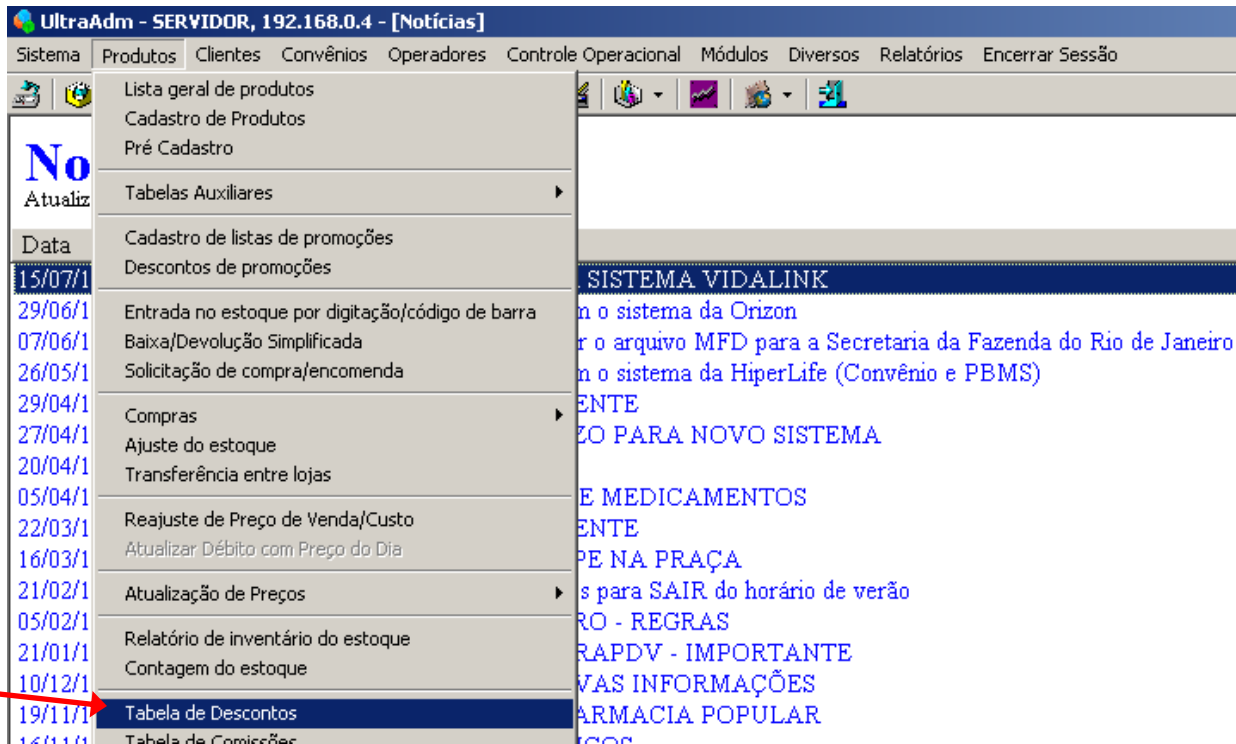 UltraAdm - SERVIDOR, 192.168.0.4 - [Notícias]
Sistema Produtos Clientes Convênios Operadores Controle Operacional Módulos Diversos Relatórios Encerrar Sessão
Lista geral de produtos
Cadastro de Produtos
Pré Cadastro
Tabelas Auxiliares
Cadastro de listas de promoções
Descontos de promoções
Entrada no estoque por digitação/código de barra
Baixa/Devolução Simplificada
Solicitação de compra/encomenda
Compras
Ajuste do estoque
Transferência entre lojas
Reajuste de Preço de Venda/Custo
Atualizar Débito com Preço do Dia
Atualização de Preços
Relatório de inventário do estoque
Contagem do estoque
Tabela de Descontos
Tabela de Comissões
No
Atualiz
Data
15/07/1 SISTEMA VIDALINK
29/06/1 m o sistema da Orizon
07/06/1 r o arquivo MFD para a Secretaria da Fazenda do Rio de Janeiro
26/05/1 m o sistema da HiperLife (Convênio e PBMS)
29/04/1 ENTE
27/04/1 ZO PARA NOVO SISTEMA
20/04/1
05/04/1 E MEDICAMENTOS
22/03/1 ENTE
16/03/1 PE NA PRAÇA
21/02/1 s para SAIR do horário de verão
05/02/1 RO - REGRAS
21/01/1 RAPDV - IMPORTANTE
10/12/1 VAS INFORMAÇÕES
19/11/1 ARMACIA POPULAR